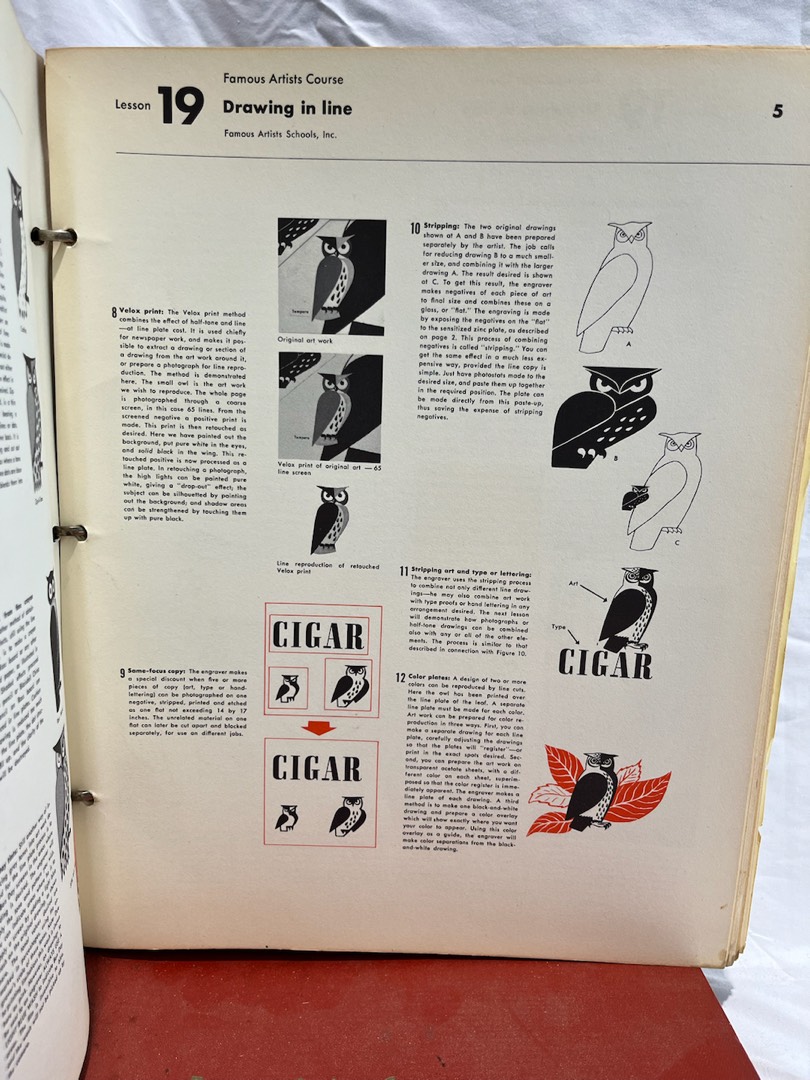 Lesson 19
Famous Artists Course
Drawing in line
Famous Artists Schools, Inc.
5
8 Velox print: The Velox print method
combines the effect of half-tone and line
—at line plate cost. It is used chiefly
for newspaper work, and makes it pos-
sible to extract a drawing or section of
a drawing from the art work around it,
or prepare a photograph for line repro-
duction. The method is demonstrated
here. The small owl is the art work
we wish to reproduce. The whole page
is photographed through a coarse
screen, in this case 65 lines. From the
screened negative a positive print is
made. This print is then retouched as
desired. Here we have painted out the
background, put pure white in the eyes,
and solid black in the wing. This re-
touched positive is now processed as a
line plate. In retouching a photograph,
the high lights can be painted pure
white, giving a "drop-out" effect; the
subject can be silhouetted by painting
out the background; and shadow areas
can be strengthened by touching them
up with pure black.
Tempera
Original art work
Tempera
Velox print of original art — 65
line screen
Line reproduction of retouched
Velox print
9 Same-focus copy: The engraver makes
a special discount when five or more
pieces of copy (art, type or hand-
lettering) can be photographed on one
negative, stripped, printed and etched
as one flat not exceeding 14 by 17
inches. The unrelated material on one
flat can later be cut apart and blocked
separately, for use on different jobs.
CIGAR
CIGAR
10 Stripping: The two original drawings
shown at A and B have been prepared
separately by the artist. The job calls
for reducing drawing B to a much small-
er size, and combining it with the larger
drawing A. The result desired is shown
at C. To get this result, the engraver
makes negatives of each piece of art
to final size and combines these on a
glass, or "flat." The engraving is made
by exposing the negatives on the "flat"
to the sensitized zinc plate, as described
on page 2. This process of combining
negatives is called "stripping." You can
get the same effect in a much less ex-
pensive way, provided the line copy is
simple. Just have photostats made to the
desired size, and paste them up together
in the required position. The plate can
be made directly from this paste-up,
thus saving the expense of stripping
negatives.
A
B
C
11 Stripping art and type or lettering:
The engraver uses the stripping process
to combine not only different line draw-
ings—he may also combine art work
with type proofs or hand lettering in any
arrangement desired. The next lesson
will demonstrate how photographs or
half-tone drawings can be combined
also with any or all of the other ele-
ments. The process is similar to that
described in connection with Figure 10.
Art
Type
CIGAR
12 Color plates: A design of two or more
colors can be reproduced by line cuts.
Here the owl has been printed over
the line plate of the leaf. A separate
line plate must be made for each color.
Art work can be prepared for color re-
production in three ways. First, you can
make a separate drawing for each line
plate, carefully adjusting the drawings
so that the plates will "register"—or
print in the exact spots desired. Sec-
ond, you can prepare the art work on
transparent acetate sheets, with a dif-
ferent color on each sheet, superim-
posed so that the color register is imme-
diately apparent. The engraver makes a
line plate of each drawing. A third
method is to make one black-and-white
drawing and prepare a color overlay
which will show exactly where you want
your color to appear. Using this color
overlay as a guide, the engraver will
make color separations from the black-
and-white drawing.